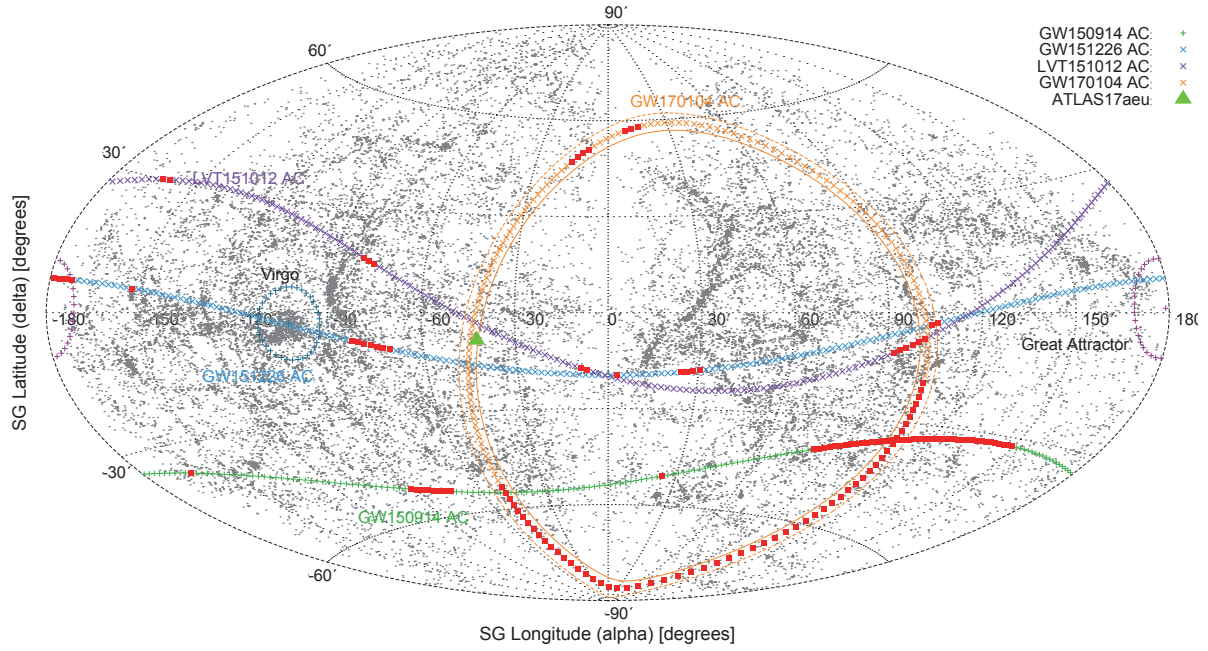 90´
GW150914 AC:
GW151226 AC:
LVT151012 AC:
GW170104 AC:
ATLAS17aeu:
60´
GW170104 AC
30´
LVT151012 AC
SG Latitude (delta) [degrees]
Virgo
-180 -150 -90 -60 -30 0 30 60 90 120 150 180
Great Attractor
GW151226 AC
-30´
GW150914 AC
-60´
-90´
SG Longitude (alpha) [degrees]